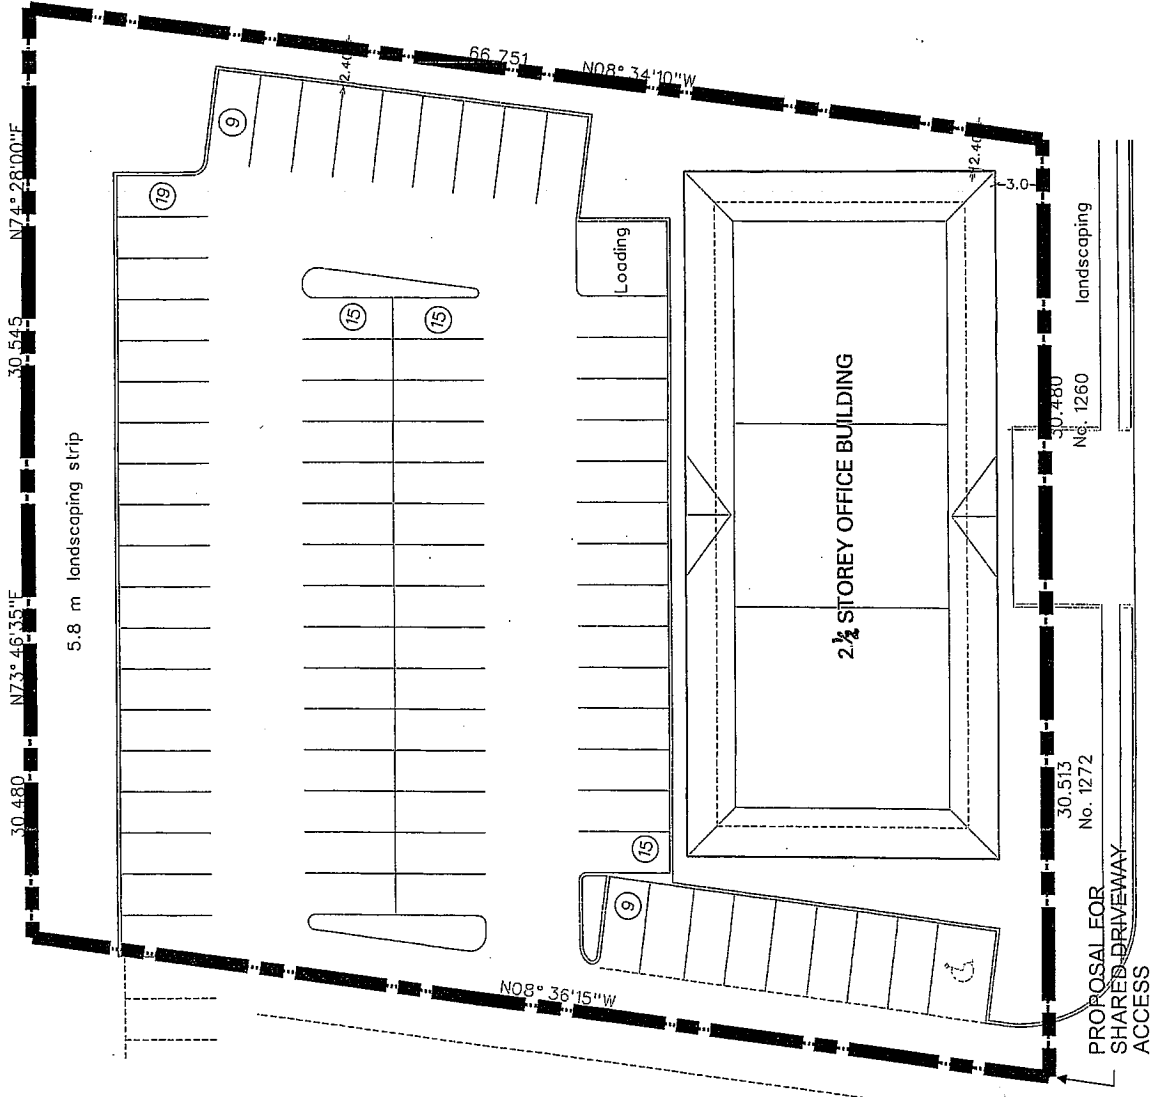 66.751
N08° 34'10"W
2.40
2.40
3.0
N74° 28'00"E
30.545
N73° 46'35"E
30.480
5.8 m landscaping strip
9
19
15
15
Loading
15
9
2½ STOREY OFFICE BUILDING
landscaping
30.480
No. 1260
30.513
No. 1272
N08° 36'15"W
PROPOSAL FOR
SHARED DRIVEWAY
ACCESS